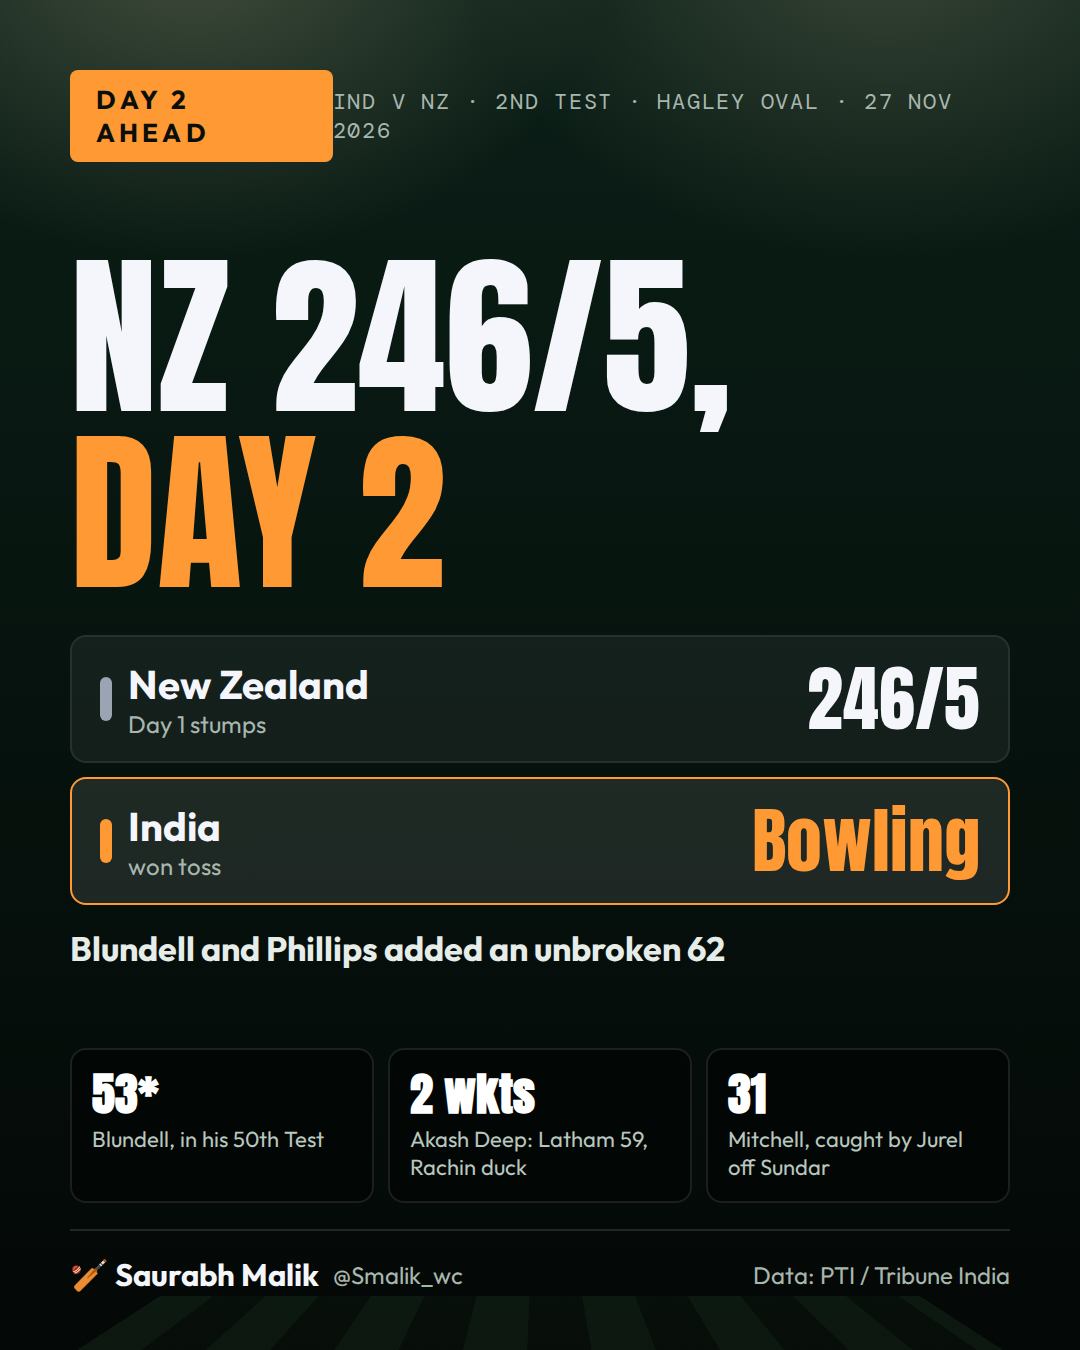 DAY 2
AHEAD
IND V NZ · 2ND TEST · HAGLEY OVAL · 27 NOV
2026
NZ 246/5,
DAY 2
New Zealand
Day 1 stumps
246/5
India
won toss
Bowling
Blundell and Phillips added an unbroken 62
53*
Blundell, in his 50th Test
2 wkts
Akash Deep: Latham 59,
Rachin duck
31
Mitchell, caught by Jurel
off Sundar
Saurabh Malik @Smalik_wc
Data: PTI / Tribune India